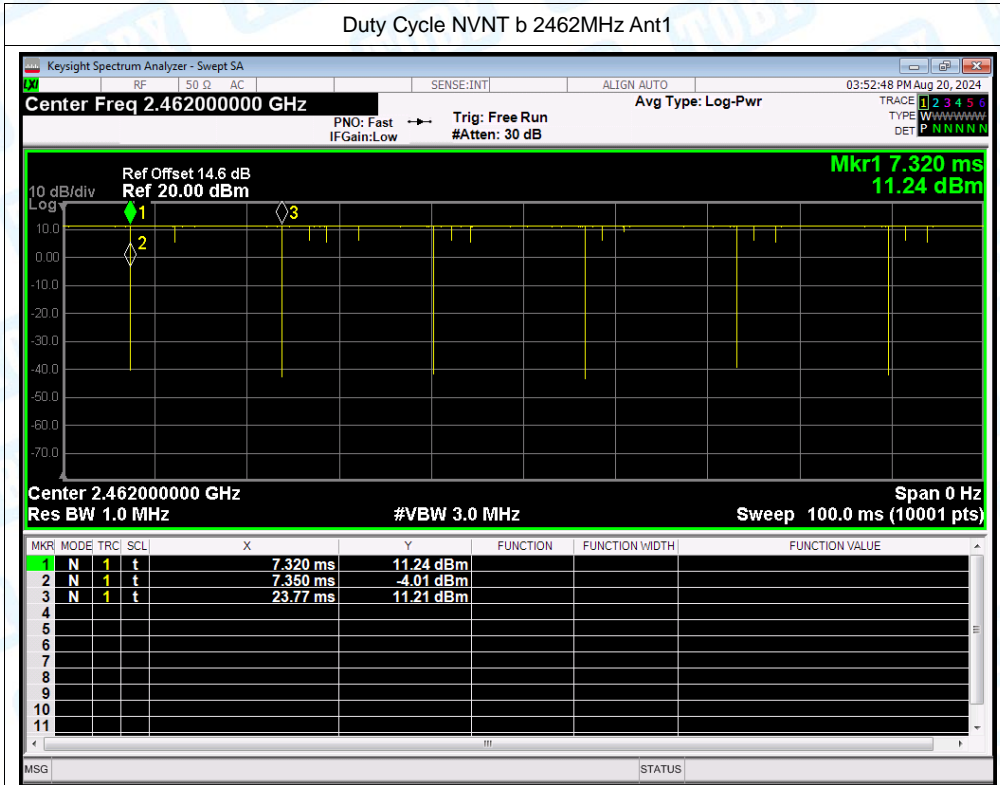 Duty Cycle NVNT b 2462MHz Ant1
Keysight Spectrum Analyzer - Swept SA
LXI RF 50 Ω AC SENSE:INT ALIGN AUTO 03:52:48 PM Aug 20, 2024
Center Freq 2.462000000 GHz Avg Type: Log-Pwr TRACE 1 2 3 4 5 6
PNO: Fast Trig: Free Run TYPE WWWWWW
IFGain:Low #Atten: 30 dB DET P N N N N N
Mkr1 7.320 ms
Ref Offset 14.6 dB
10 dB/div Ref 20.00 dBm 11.24 dBm
Log
1 3
10.0
2
0.00
-10.0
-20.0
-30.0
-40.0
-50.0
-60.0
-70.0
Center 2.462000000 GHz Span 0 Hz
Res BW 1.0 MHz #VBW 3.0 MHz Sweep 100.0 ms (10001 pts)
MKR MODE TRC SCL X Y FUNCTION FUNCTION WIDTH FUNCTION VALUE
1 N 1 t 7.320 ms 11.24 dBm
2 N 1 t 7.350 ms -4.01 dBm
3 N 1 t 23.77 ms 11.21 dBm
4
5
6
7
8
9
10
11
MSG STATUS